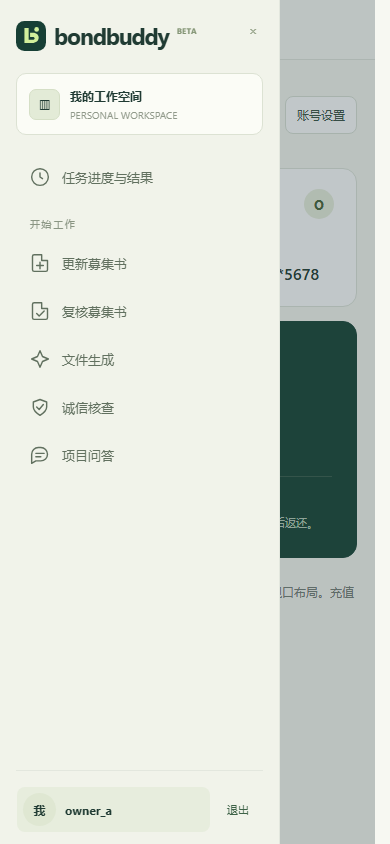 bondbuddy BETA ×
我的工作空间
PERSONAL WORKSPACE
账号设置
任务进度与结果
O
开始工作
更新募集书
*5678
复核募集书
文件生成
诚信核查
项目问答
后返还。
口布局。充值
我 owner_a 退出